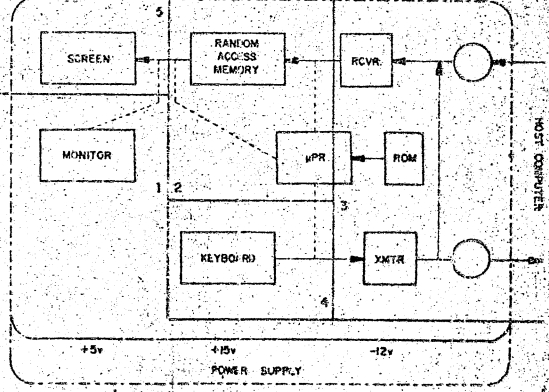 5
SCREEN
RANDOM
ACCESS
MEMORY
RCVR.
MONITOR
μPR
ROM
HOST COMPUTER
1
2
3
KEYBOARD
XMTR
4
+5v
+15v
-12v
POWER SUPPLY